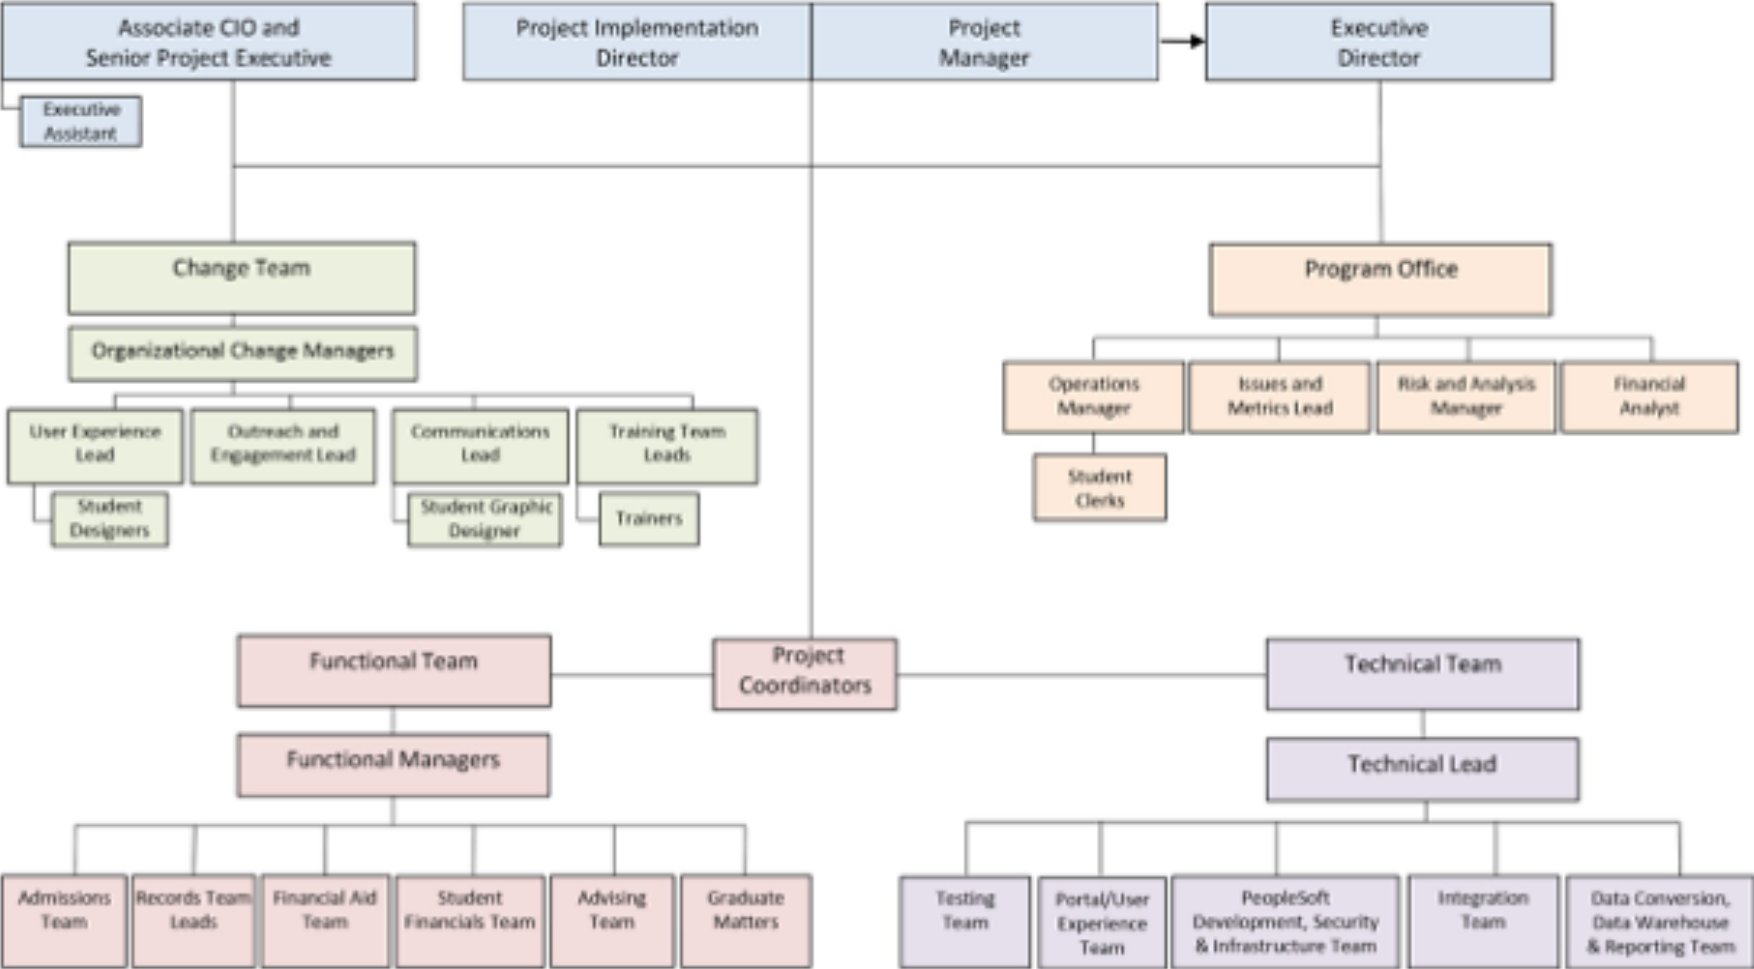 Associate CIO and
Senior Project Executive
Project Implementation
Director
Project
Manager
Executive
Director
Executive
Assistant
Change Team
Program Office
Organizational Change Managers
Operations
Manager
Issues and
Metrics Lead
Risk and Analysis
Manager
Financial
Analyst
User Experience
Lead
Outreach and
Engagement Lead
Communications
Lead
Training Team
Leads
Student
Clerks
Student
Designers
Student Graphic
Designer
Trainers
Functional Team
Project
Coordinators
Technical Team
Functional Managers
Technical Lead
Admissions
Team
Records Team
Leads
Financial Aid
Team
Student
Financials Team
Advising
Team
Graduate
Matters
Testing
Team
Portal/User
Experience
Team
PeopleSoft
Development, Security
& Infrastructure Team
Integration
Team
Data Conversion,
Data Warehouse
& Reporting Team